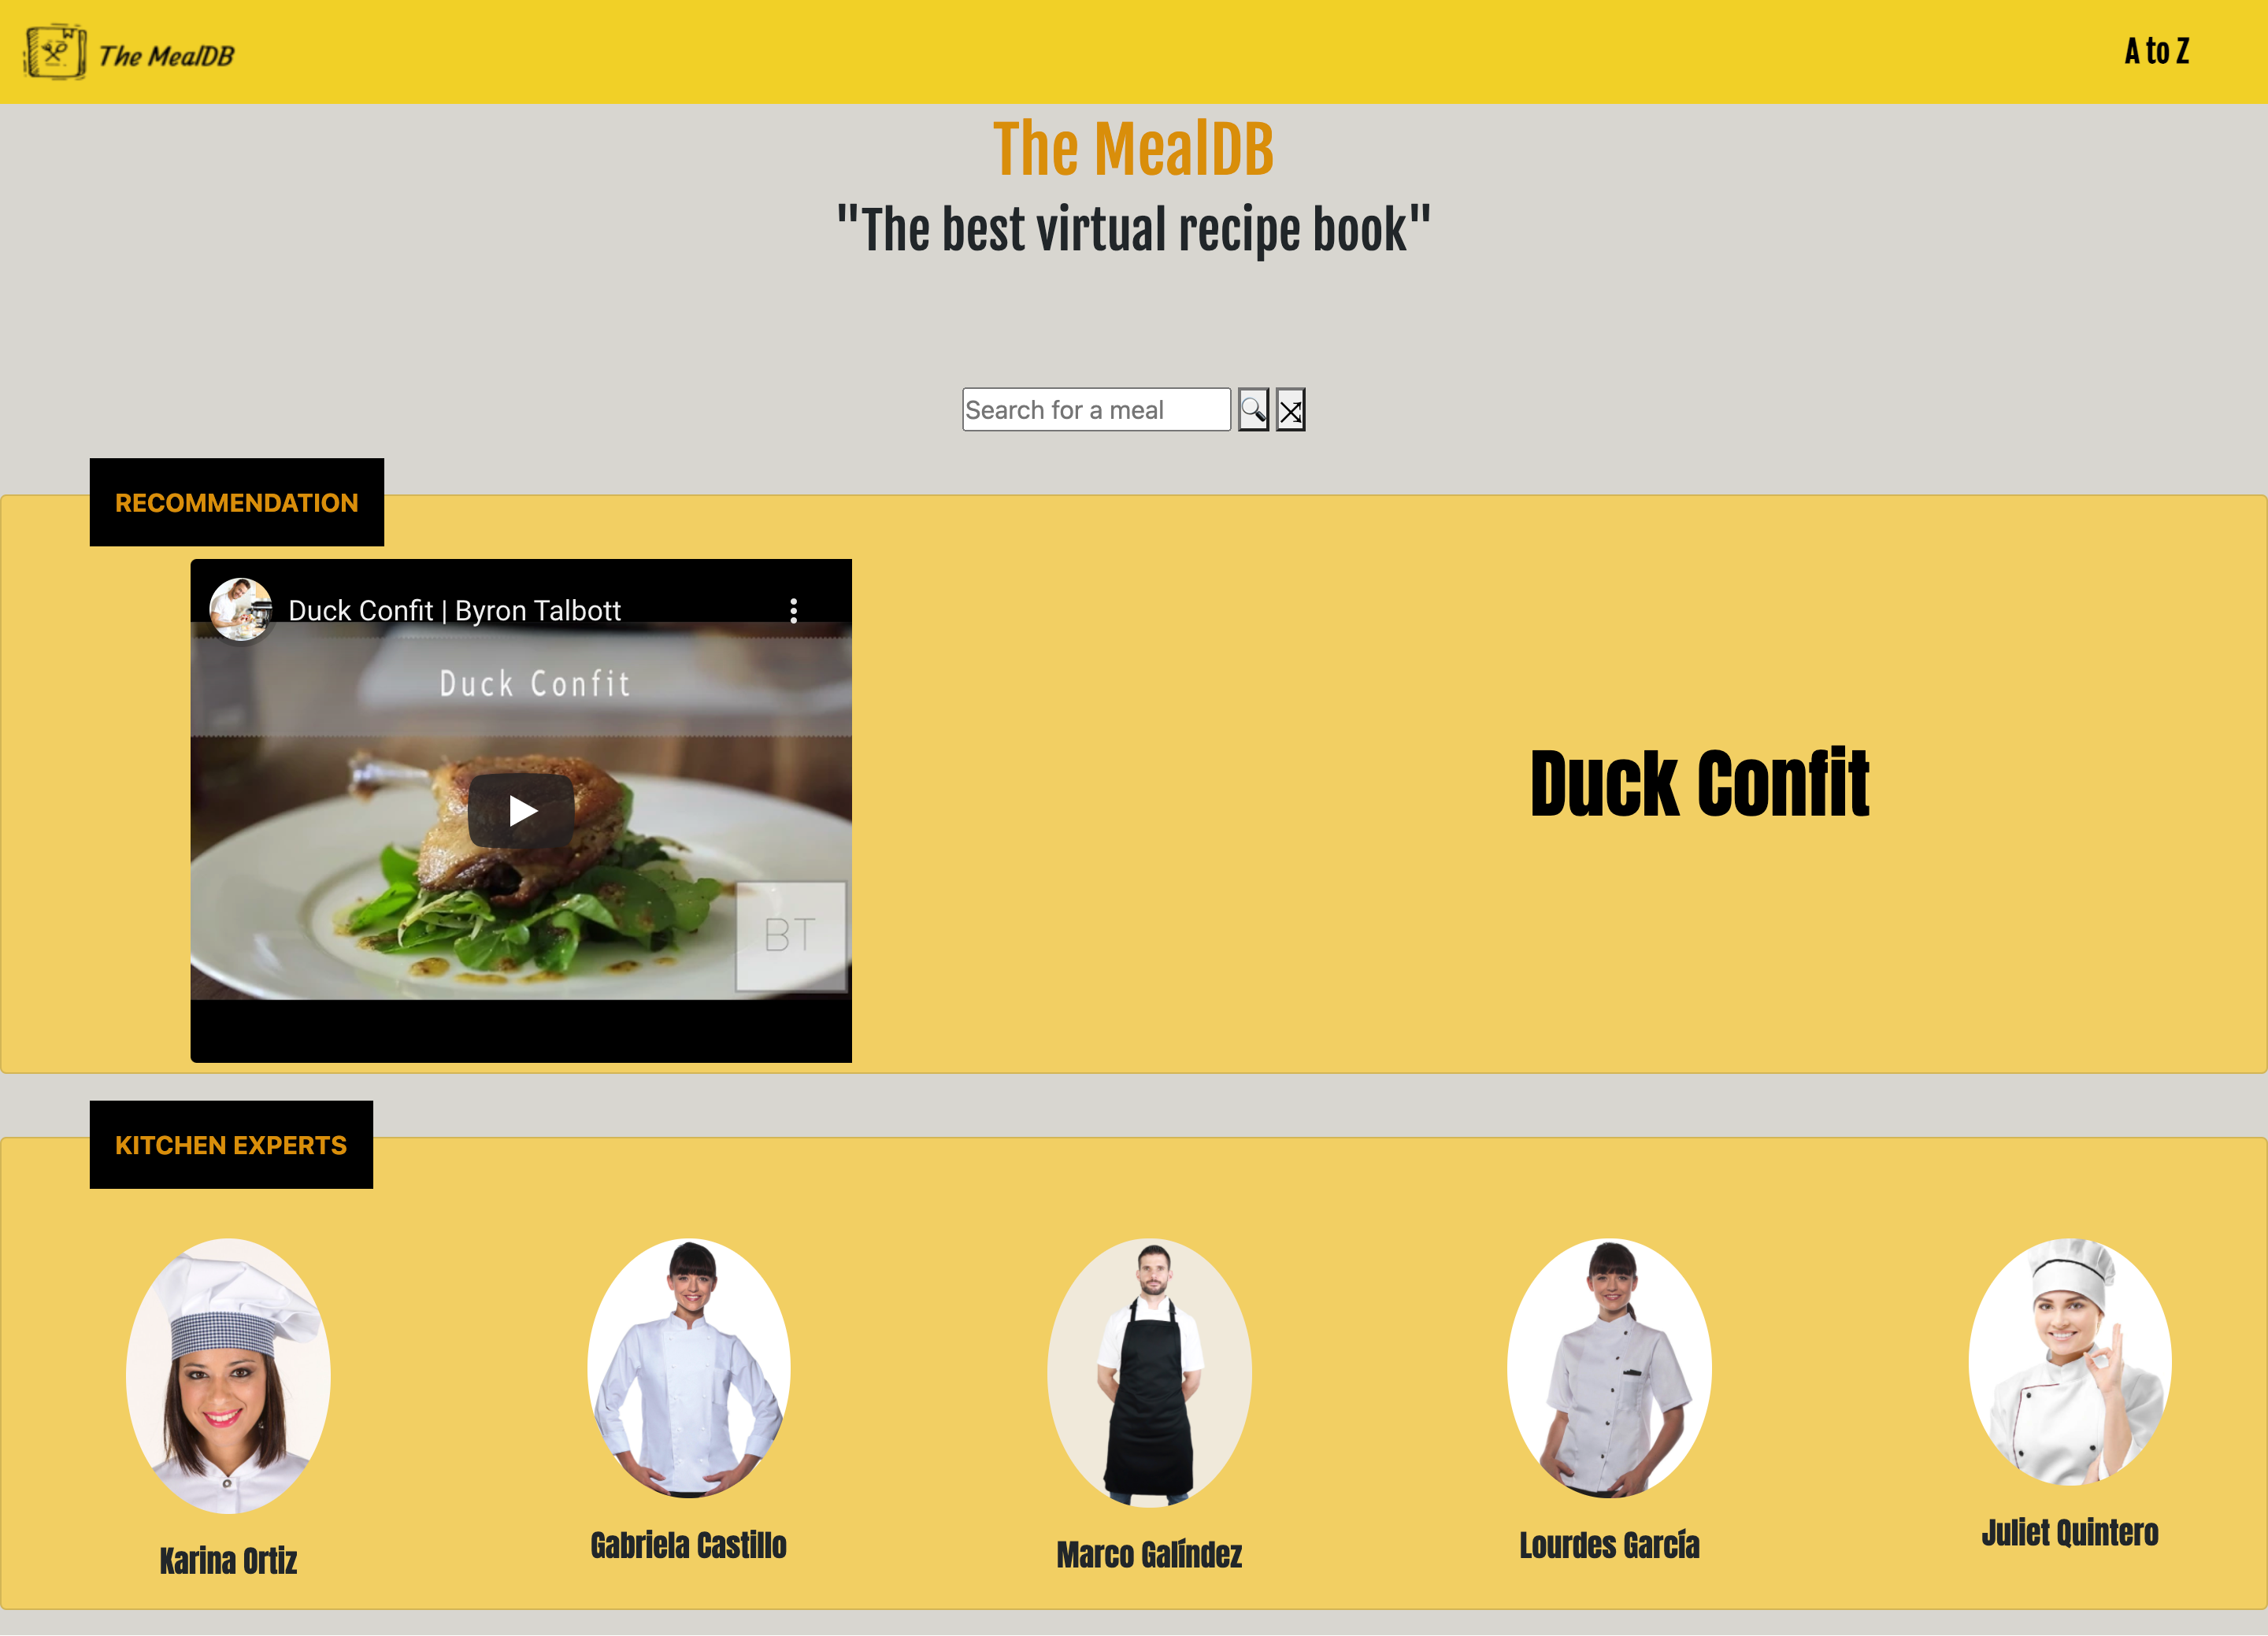 The MealDB
A to Z
The MealDB
"The best virtual recipe book"
Search for a meal
RECOMMENDATION
Duck Confit | Byron Talbott
Duck Confit
BT
Duck Confit
KITCHEN EXPERTS
Karina Ortiz
Gabriela Castillo
Marco Galíndez
Lourdes García
Juliet Quintero